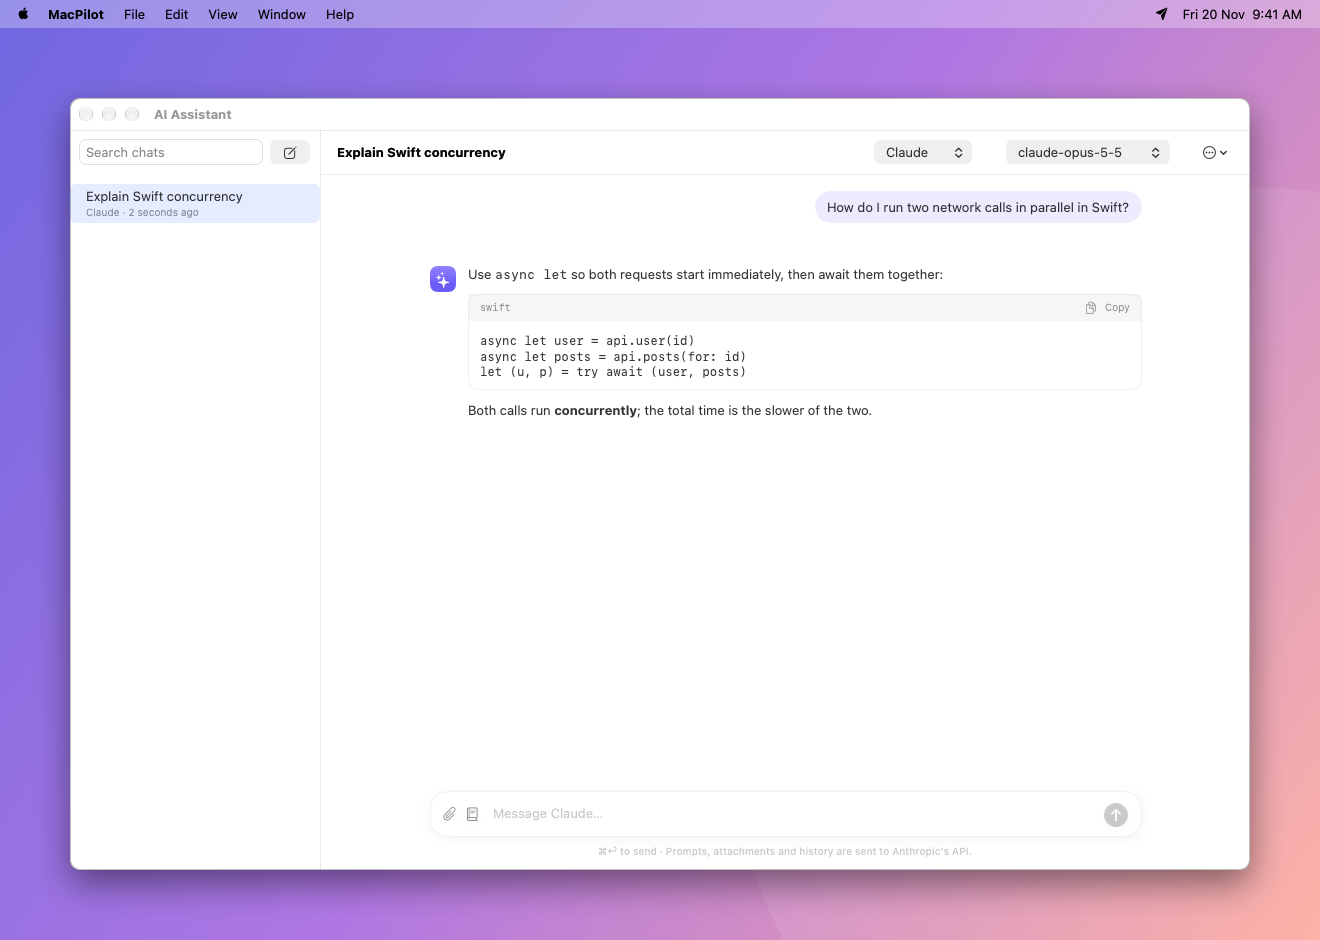 MacPilot File Edit View Window Help Fri 20 Nov 9:41 AM
AI Assistant
Search chats
Explain Swift concurrency
Claude · 2 seconds ago
Explain Swift concurrency Claude claude-opus-5-5
How do I run two network calls in parallel in Swift?
Use async let so both requests start immediately, then await them together:
swift Copy
async let user = api.user(id)
async let posts = api.posts(for: id)
let (u, p) = try await (user, posts)
Both calls run concurrently; the total time is the slower of the two.
Message Claude...
⌘↩ to send · Prompts, attachments and history are sent to Anthropic's API.